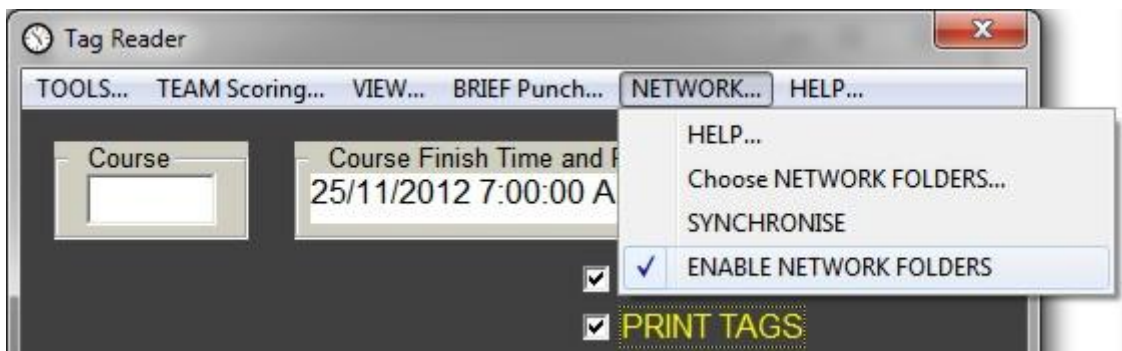 Tag Reader
TOOLS... TEAM Scoring... VIEW... BRIEF Punch... NETWORK... HELP...
HELP...
Choose NETWORK FOLDERS...
SYNCHRONISE
ENABLE NETWORK FOLDERS
Course
Course Finish Time and
25/11/2012 7:00:00 A
PRINT TAGS